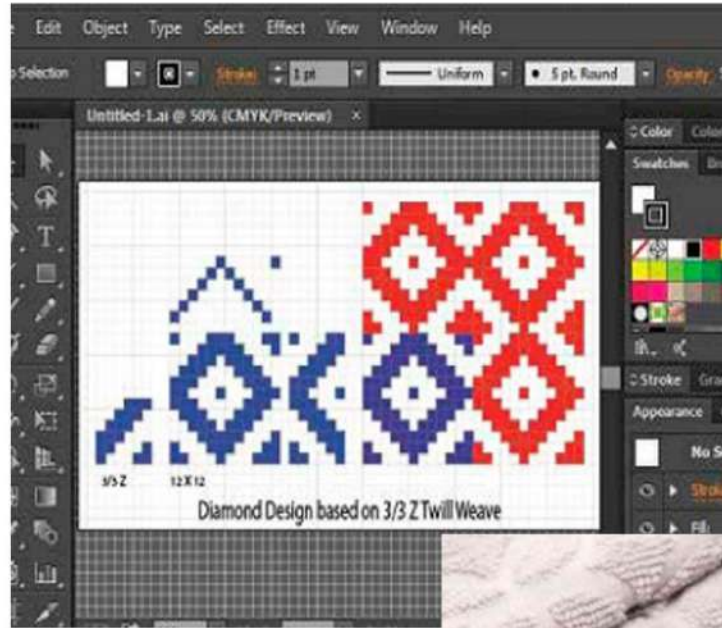 Edit Object Type Select Effect View Window Help
Selection Stroke: 1 pt Uniform 5 pt. Round Opacity
Untitled-1.ai @ 50% (CMYK/Preview) ×
Color
Swatches
Stroke
Appearance
No S
Fill
3/3 Z 12 X 12
Diamond Design based on 3/3 Z Twill Weave